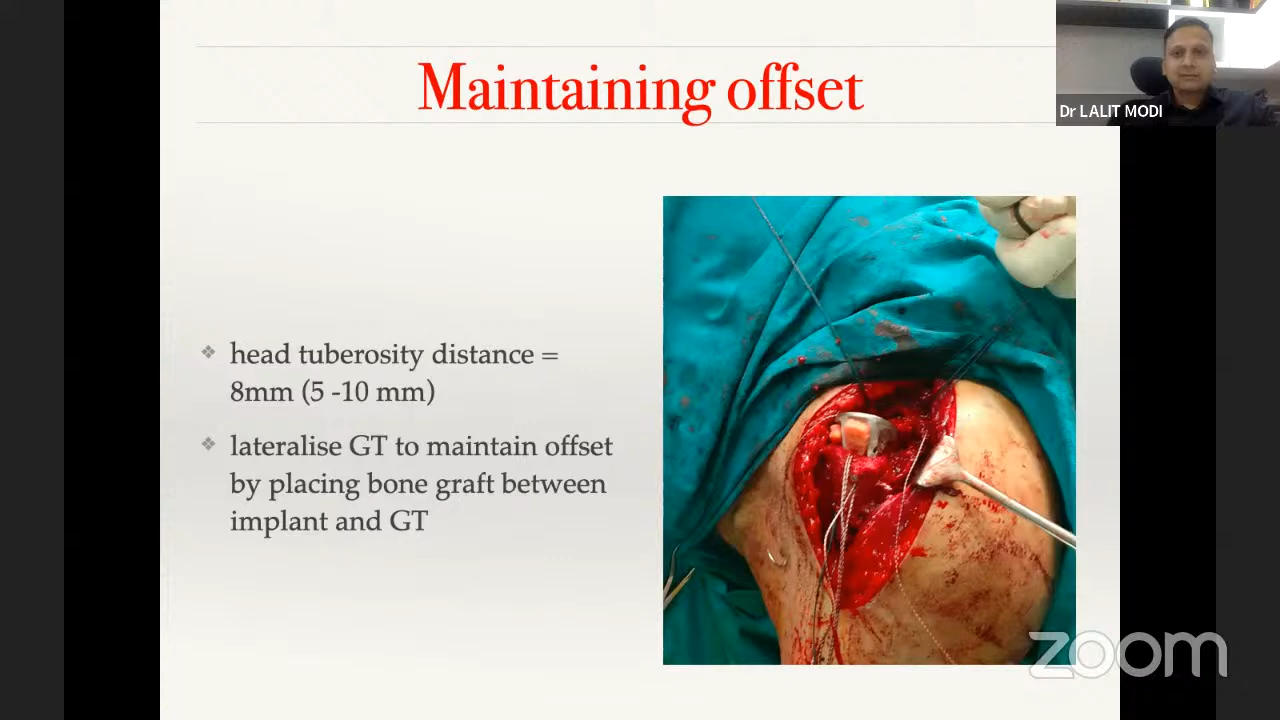 Maintaining offset
Dr LALIT MODI
❖ head tuberosity distance =
8mm (5 -10 mm)
❖ lateralise GT to maintain offset
by placing bone graft between
implant and GT
zoom